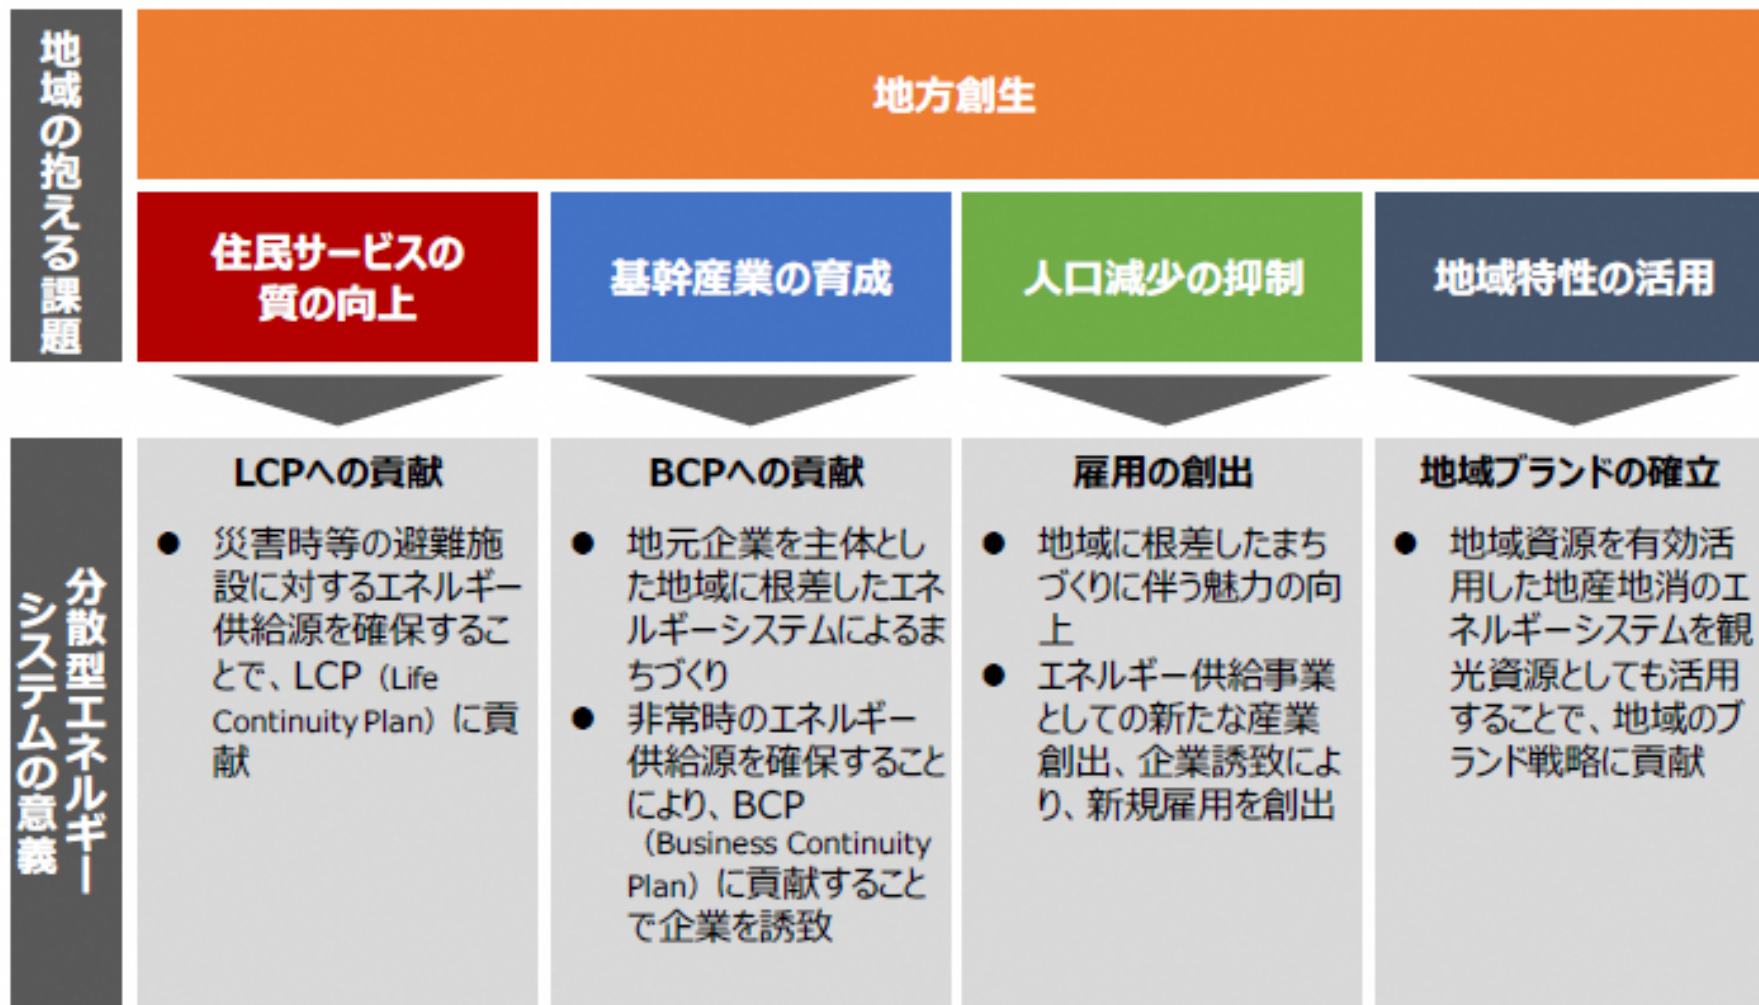 地域の抱える課題
地方創生
住民サービスの
質の向上
基幹産業の育成
人口減少の抑制
地域特性の活用
分散型エネルギー
システムの意義
LCPへの貢献
● 災害時等の避難施
設に対するエネルギー
供給源を確保するこ
とで、LCP（Life
Continuity Plan）に貢
献
BCPへの貢献
● 地元企業を主体とし
た地域に根差したエネ
ルギーシステムによるま
ちづくり
● 非常時のエネルギー
供給源を確保すること
により、BCP
（Business Continuity
Plan）に貢献すること
で企業を誘致
雇用の創出
● 地域に根差したまち
づくりに伴う魅力の向
上
● エネルギー供給事業
としての新たな産業
創出、企業誘致によ
り、新規雇用を創出
地域ブランドの確立
● 地域資源を有効活
用した地産地消のエ
ネルギーシステムを観
光資源としても活用
することで、地域のブ
ランド戦略に貢献